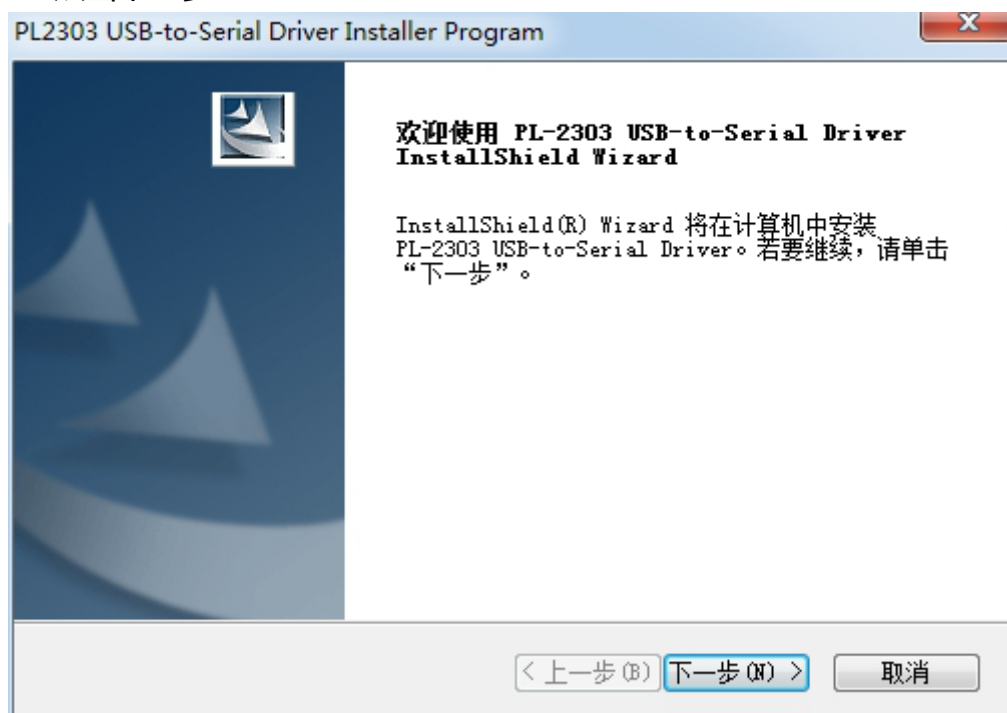 PL2303 USB-to-Serial Driver Installer Program
欢迎使用 PL-2303 USB-to-Serial Driver
InstallShield Wizard
InstallShield(R) Wizard 将在计算机中安装
PL-2303 USB-to-Serial Driver。若要继续，请单击
“下一步”。
< 上一步(B) 下一步(N) > 取消